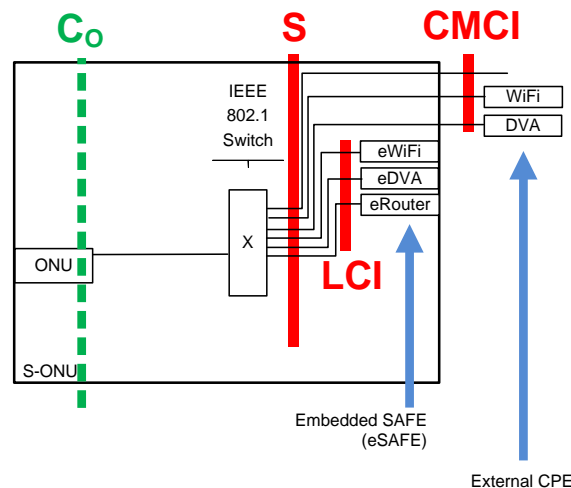 Co
S
CMCI
IEEE
802.1
Switch
WiFi
DVA
eWiFi
eDVA
eRouter
X
LCI
ONU
S-ONU
Embedded SAFE
(eSAFE)
External CPE